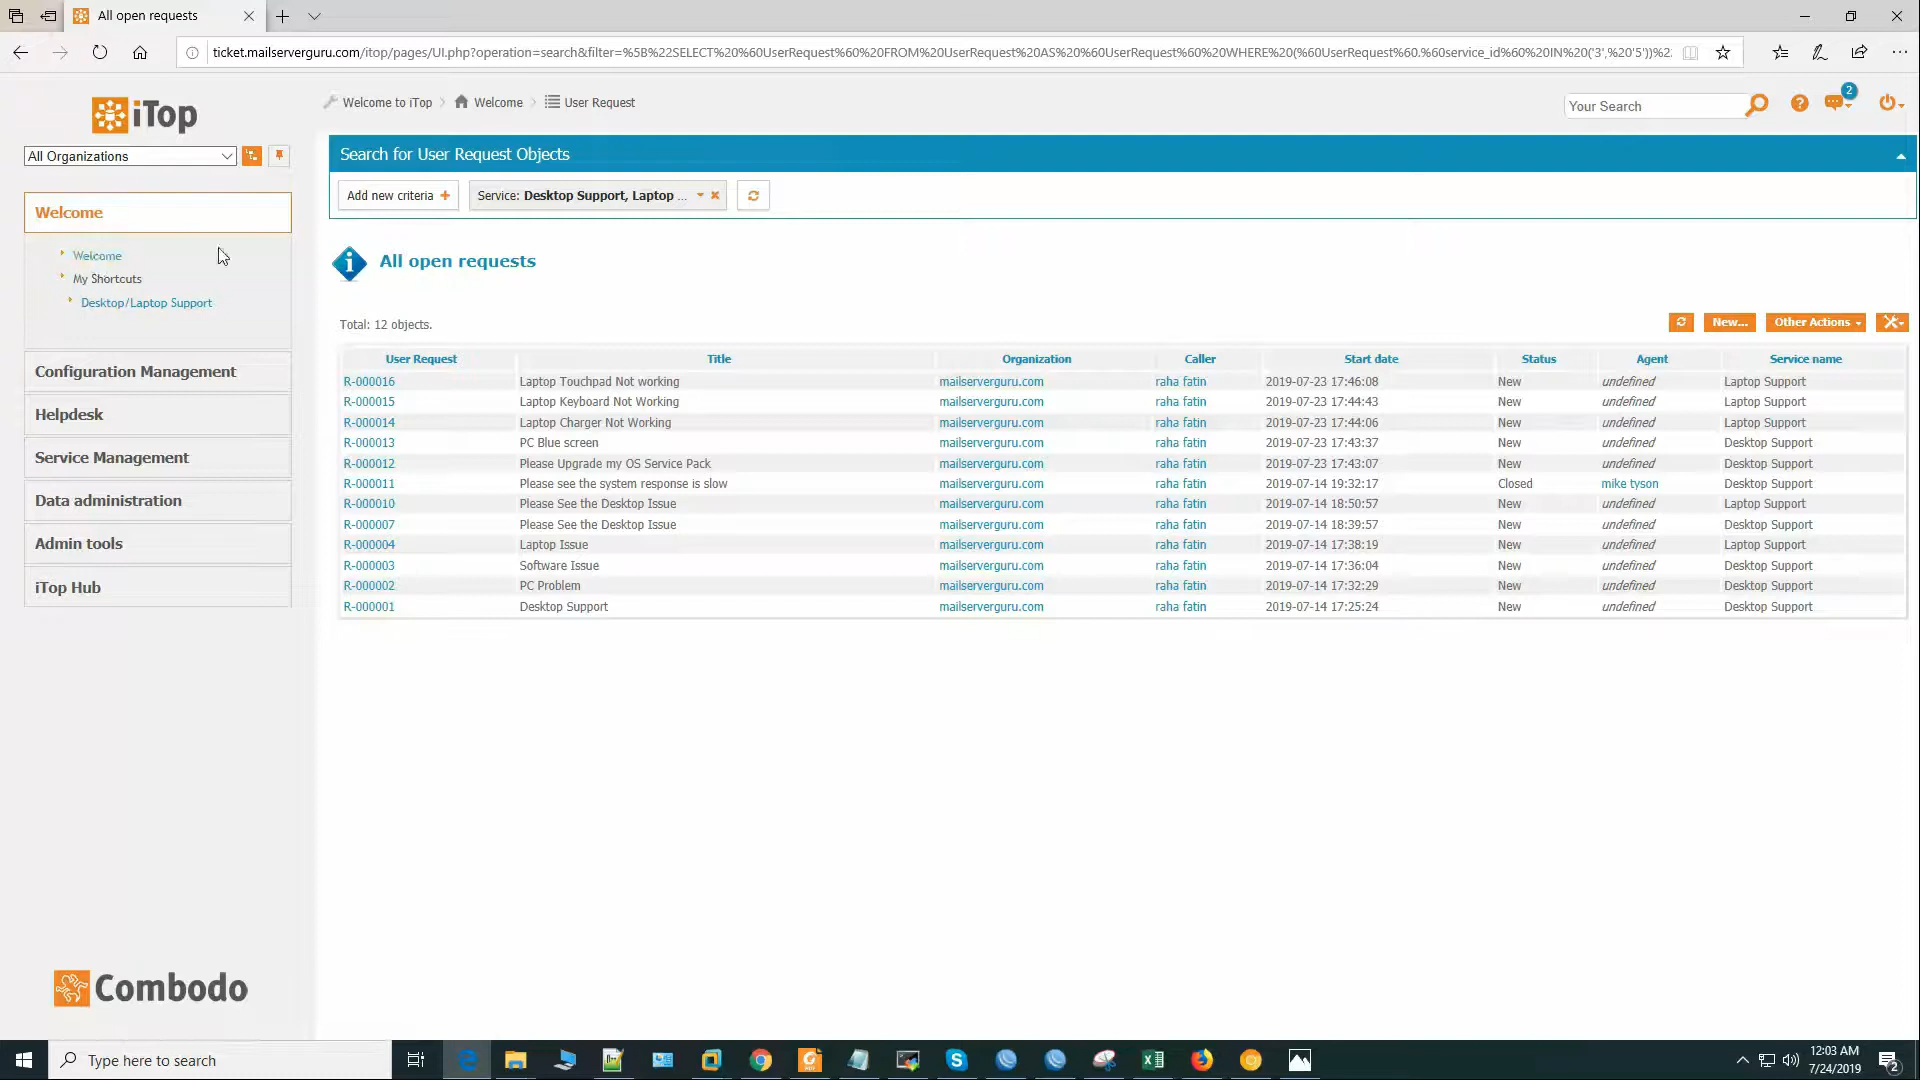 All open requests
ticket.mailserverguru.com/itop/pages/UI.php?operation=search&filter=%5B%22SELECT%20%60UserRequest%60%20FROM%20UserRequest%20AS%20%60UserRequest%60%20WHERE%20(%60UserRequest%60.%60service_id%60%20IN%20('3',%20'5'))%2
iTop
Welcome to iTop
Welcome
User Request
Your Search
2
All Organizations
Search for User Request Objects
Add new criteria
Service: Desktop Support, Laptop ...
Welcome
Welcome
My Shortcuts
Desktop/Laptop Support
Configuration Management
Helpdesk
Service Management
Data administration
Admin tools
iTop Hub
All open requests
Total: 12 objects.
New...
Other Actions
User Request Title Organization Caller Start date Status Agent Service name
R-000016 Laptop Touchpad Not working mailserverguru.com raha fatin 2019-07-23 17:46:08 New undefined Laptop Support
R-000015 Laptop Keyboard Not Working mailserverguru.com raha fatin 2019-07-23 17:44:43 New undefined Laptop Support
R-000014 Laptop Charger Not Working mailserverguru.com raha fatin 2019-07-23 17:44:06 New undefined Laptop Support
R-000013 PC Blue screen mailserverguru.com raha fatin 2019-07-23 17:43:37 New undefined Desktop Support
R-000012 Please Upgrade my OS Service Pack mailserverguru.com raha fatin 2019-07-23 17:43:07 New undefined Desktop Support
R-000011 Please see the system response is slow mailserverguru.com raha fatin 2019-07-14 19:32:17 Closed mike tyson Desktop Support
R-000010 Please See the Desktop Issue mailserverguru.com raha fatin 2019-07-14 18:50:57 New undefined Laptop Support
R-000007 Please See the Desktop Issue mailserverguru.com raha fatin 2019-07-14 18:39:57 New undefined Desktop Support
R-000004 Laptop Issue mailserverguru.com raha fatin 2019-07-14 17:38:19 New undefined Laptop Support
R-000003 Software Issue mailserverguru.com raha fatin 2019-07-14 17:36:04 New undefined Desktop Support
R-000002 PC Problem mailserverguru.com raha fatin 2019-07-14 17:32:29 New undefined Desktop Support
R-000001 Desktop Support mailserverguru.com raha fatin 2019-07-14 17:25:24 New undefined Desktop Support
Combodo
Type here to search
12:03 AM
7/24/2019
2